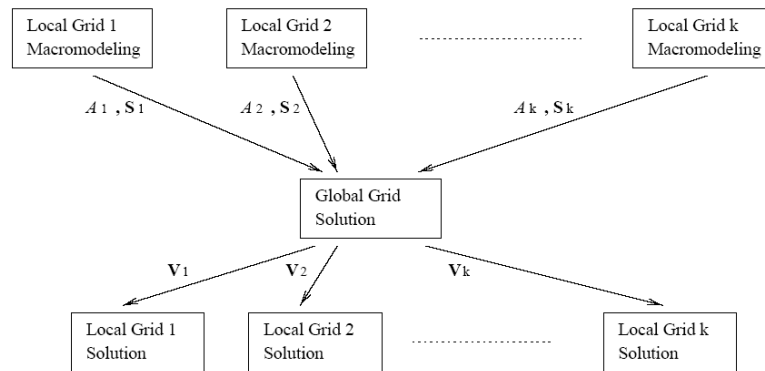 Local Grid 1
Macromodeling
Local Grid 2
Macromodeling
Local Grid k
Macromodeling
A1 , S1
A2 , S2
Ak , Sk
Global Grid
Solution
V1
V2
Vk
Local Grid 1
Solution
Local Grid 2
Solution
Local Grid k
Solution